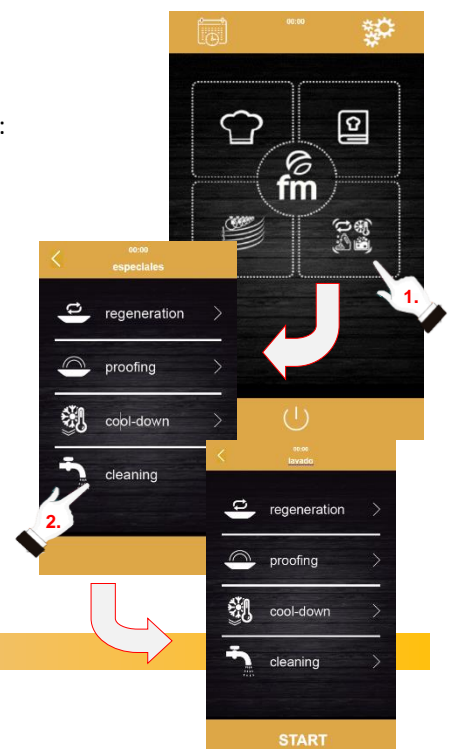 :
00:00
fm
1.
00:00
especiales
regeneration
proofing
cool-down
cleaning
2.
00:00
lavado
regeneration
proofing
cool-down
cleaning
START